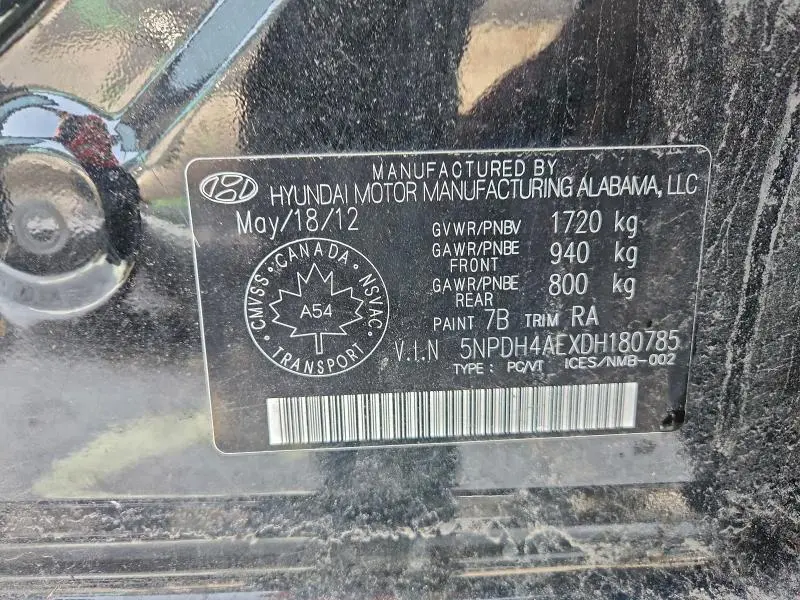 MANUFACTURED BY
HYUNDAI MOTOR MANUFACTURING ALABAMA, LLC
May/18/12
GVWR/PNBV 1720 kg
GAWR/PNBE FRONT 940 kg
GAWR/PNBE REAR 800 kg
PAINT 7B TRIM RA
CANADA
CMVSS NSVAC
A54
TRANSPORT
V.I.N 5NPDH4AEXDH180785
TYPE: PC/VT ICES/NMB-002